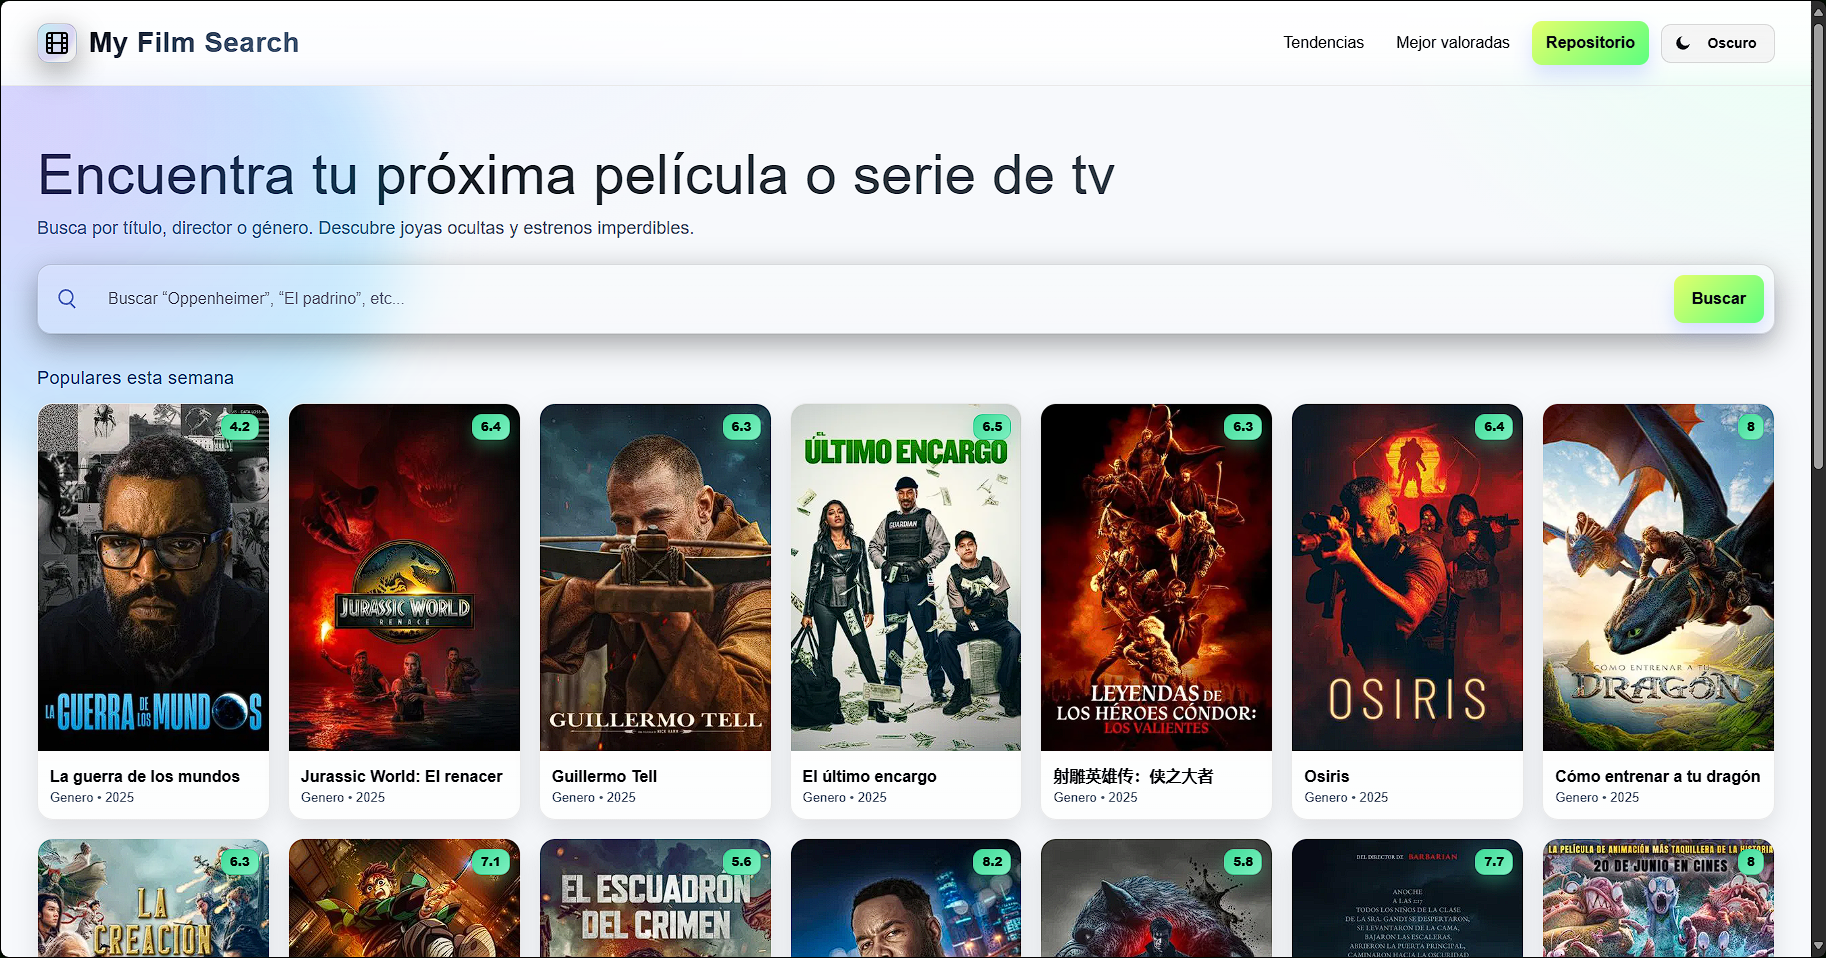 My Film Search
Tendencias
Mejor valoradas
Repositorio
Oscuro
Encuentra tu próxima película o serie de tv
Busca por título, director o género. Descubre joyas ocultas y estrenos imperdibles.
Buscar “Oppenheimer”, “El padrino”, etc...
Buscar
Populares esta semana
4.2
LA GUERRA DE LOS MUNDOS
La guerra de los mundos
Genero • 2025
6.4
JURASSIC WORLD
RENACE
Jurassic World: El renacer
Genero • 2025
6.3
GUILLERMO TELL
Guillermo Tell
Genero • 2025
6.5
EL
ÚLTIMO ENCARGO
GUARDIAN
El último encargo
Genero • 2025
6.3
LEYENDAS DE
LOS HÉROES CÓNDOR:
LOS VALIENTES
射雕英雄传：侠之大者
Genero • 2025
6.4
OSIRIS
Osiris
Genero • 2025
8
CÓMO ENTRENAR A TU
DRAGÓN
Cómo entrenar a tu dragón
Genero • 2025
6.3
LA
CREACIÓN
7.1
5.6
EL ESCUADRÓN
DEL CRIMEN
8.2
5.8
7.7
DEL DIRECTOR DE BARBARIAN
ANOCHE
A LAS 2:17
TODOS LOS NIÑOS DE LA CLASE
DE LA SRA. GANDY SE DESPERTARON,
SE LEVANTARON DE LA CAMA,
BAJARON LAS ESCALERAS,
ABRIERON LA PUERTA PRINCIPAL,
CAMINARON HACIA LA OSCURIDAD
8
LA PELÍCULA DE ANIMACIÓN MÁS TAQUILLERA DE LA HISTORIA
20 DE JUNIO EN CINES